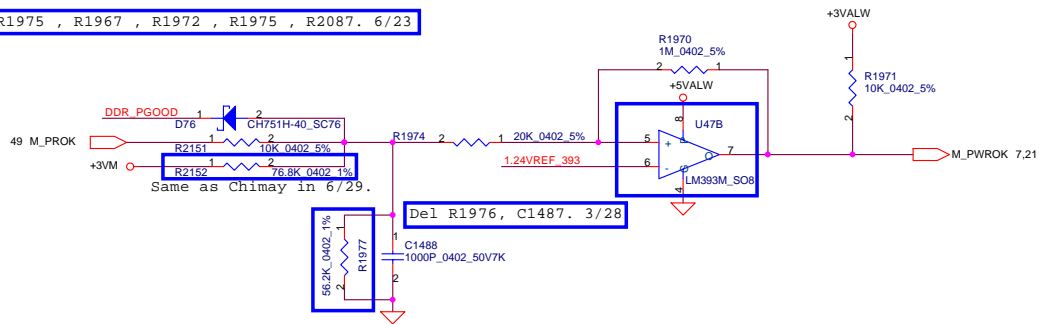 R1975 , R1967 , R1972 , R1975 , R2087. 6/23
+3VALW
R1970
1M_0402_5%
2 1
+5VALW
1
R1971
10K_0402_5%
2
DDR_PGOOD 1 2
D76 CH751H-40_SC76
49 M_PROK 1 2
R2151 10K_0402_5%
+3VM 1 2
R2152 76.8K_0402_1%
Same as Chimay in 6/29.
R1974 2 1 20K_0402_5%
1.24VREF_393
8
U47B
5 +
6 -
P
G
O 7
LM393M_SO8
4
M_PWROK 7,21
Del R1976, C1487. 3/28
56.2K_0402_1%
1
2
R1977
1
C1488
1000P_0402_50V7K
2